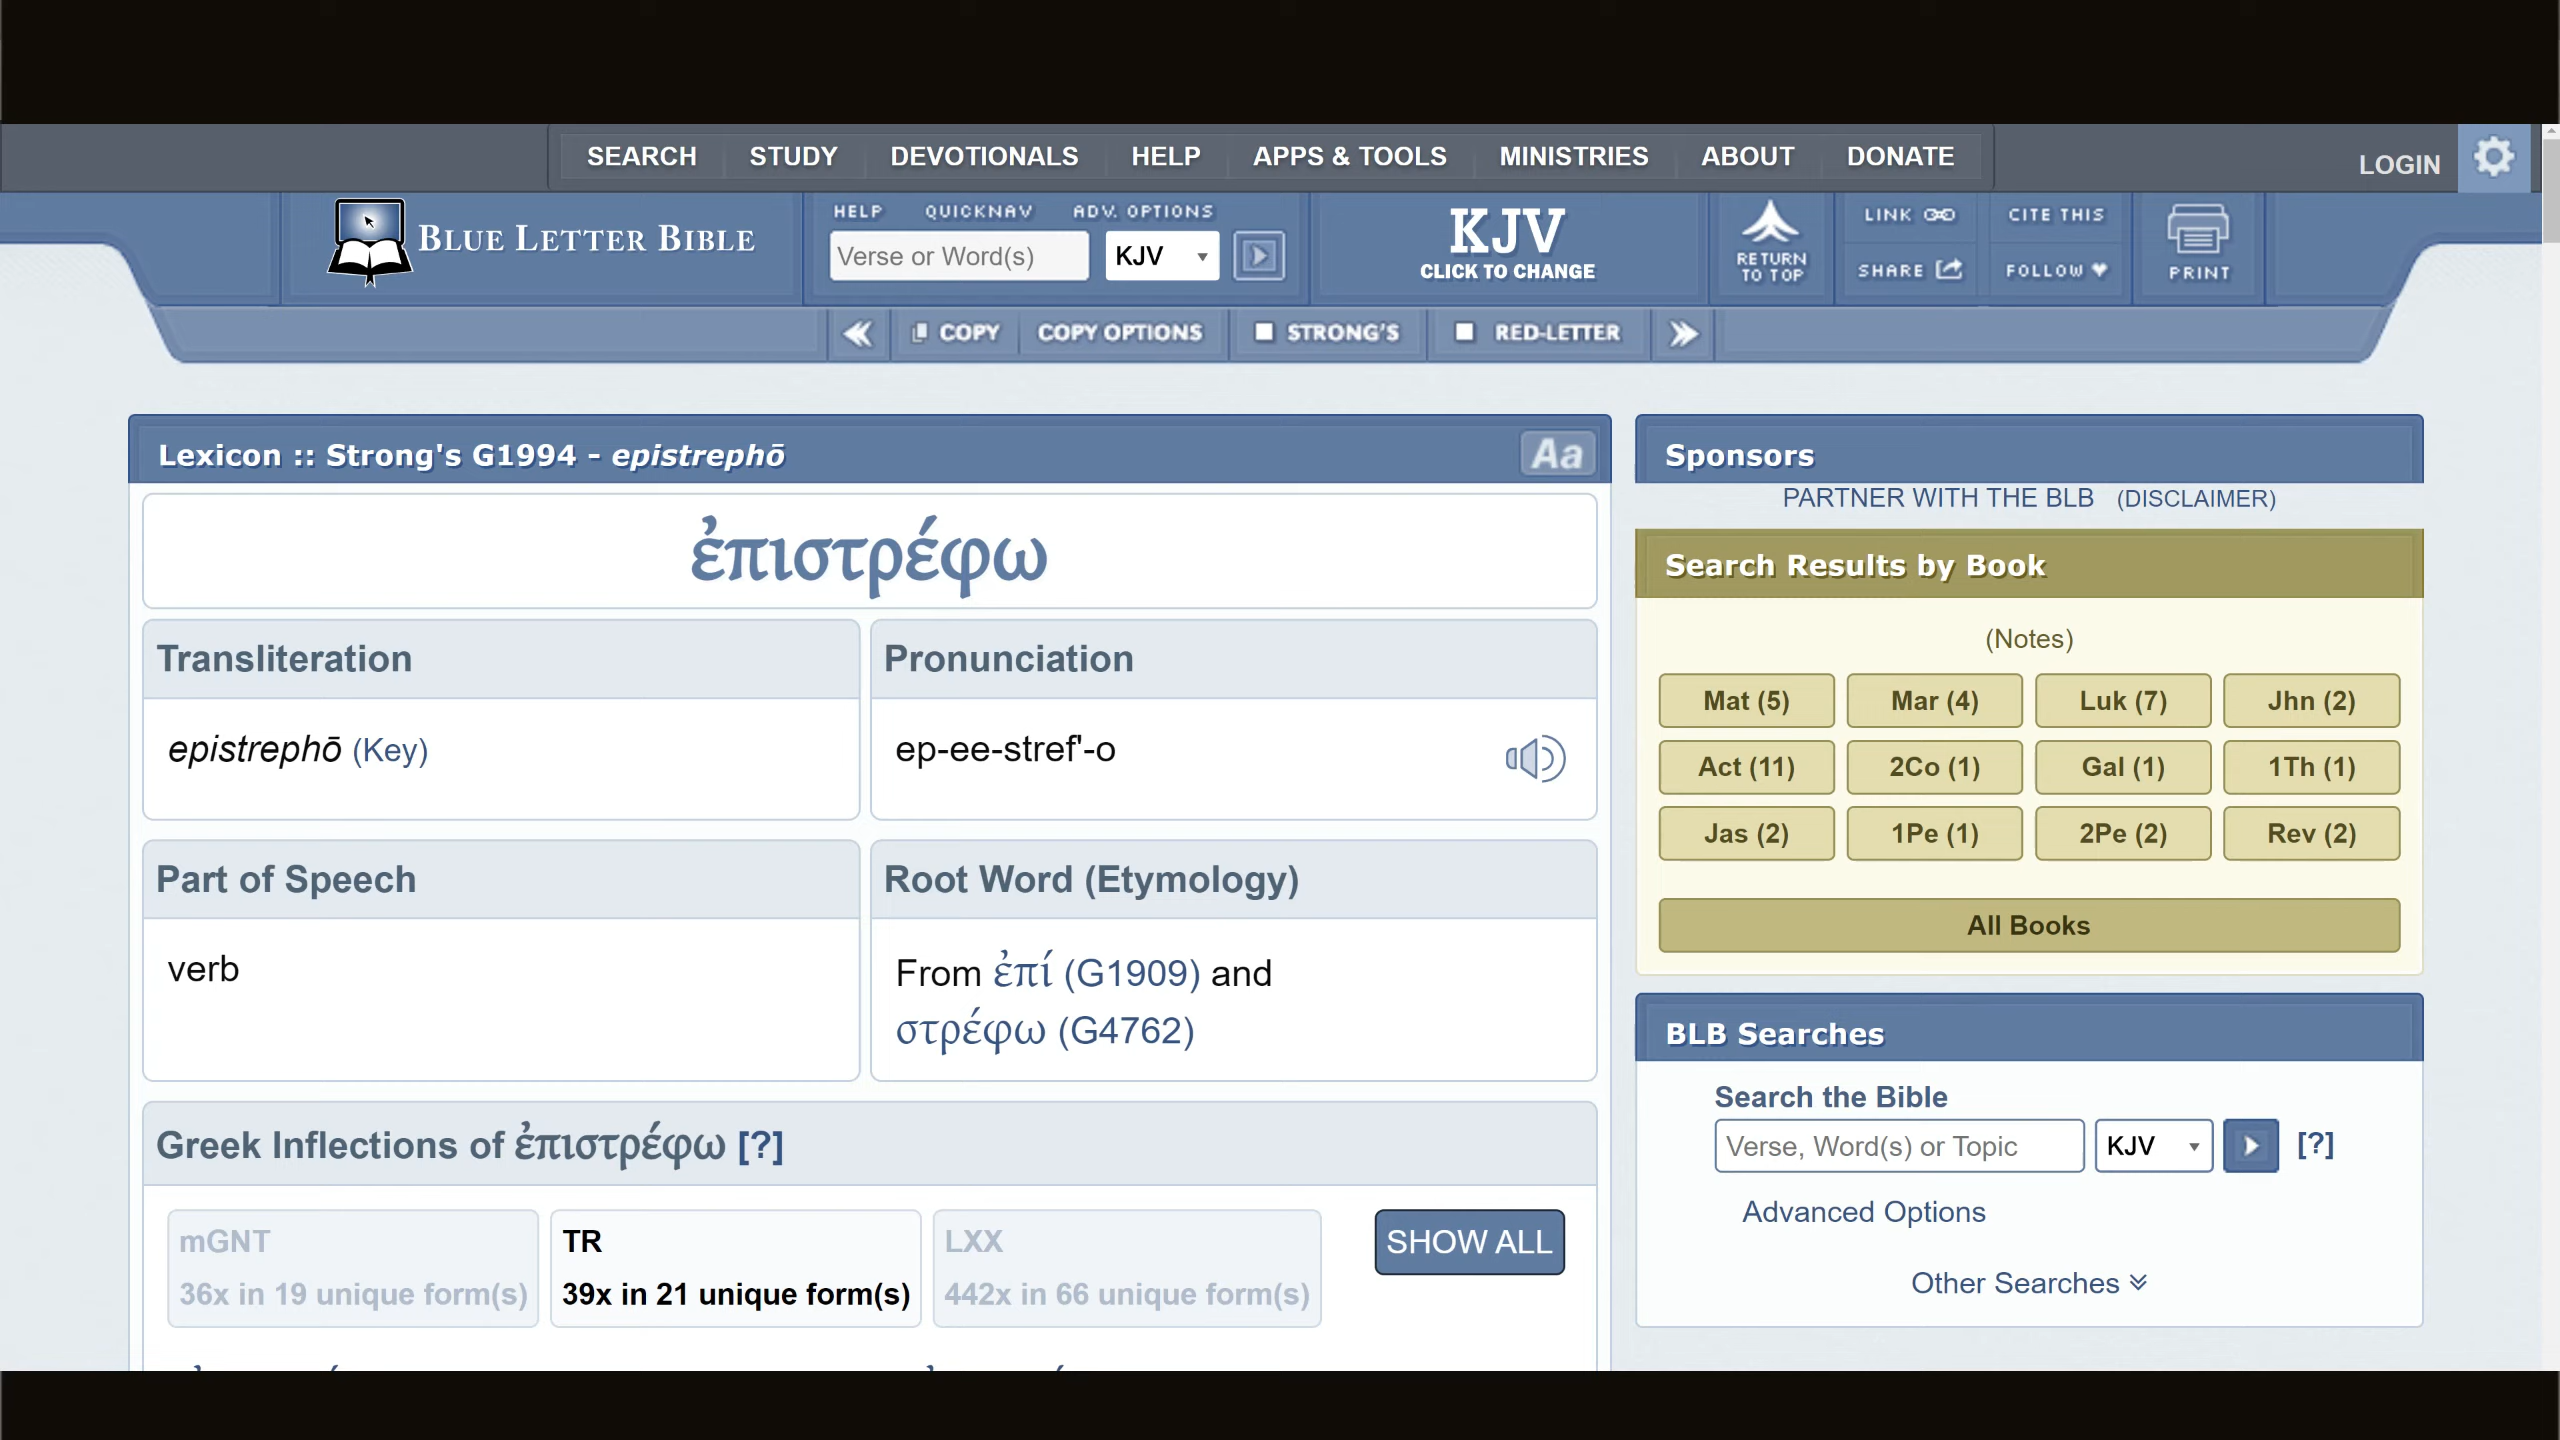 SEARCH STUDY DEVOTIONALS HELP APPS & TOOLS MINISTRIES ABOUT DONATE
LOGIN
BLUE LETTER BIBLE
HELP QUICKNAV ADV. OPTIONS
Verse or Word(s) KJV
KJV
CLICK TO CHANGE
RETURN
TO TOP
LINK CITE THIS
SHARE FOLLOW
PRINT
COPY COPY OPTIONS STRONG'S RED-LETTER
Lexicon :: Strong's G1994 - epistrephō
Aa
ἐπιστρέφω
Transliteration
epistrephō (Key)
Pronunciation
ep-ee-stref'-o
Part of Speech
verb
Root Word (Etymology)
From ἐπί (G1909) and
στρέφω (G4762)
Greek Inflections of ἐπιστρέφω [?]
mGNT
36x in 19 unique form(s)
TR
39x in 21 unique form(s)
LXX
442x in 66 unique form(s)
SHOW ALL
Sponsors
PARTNER WITH THE BLB (DISCLAIMER)
Search Results by Book
(Notes)
Mat (5) Mar (4) Luk (7) Jhn (2)
Act (11) 2Co (1) Gal (1) 1Th (1)
Jas (2) 1Pe (1) 2Pe (2) Rev (2)
All Books
BLB Searches
Search the Bible
Verse, Word(s) or Topic KJV [?]
Advanced Options
Other Searches